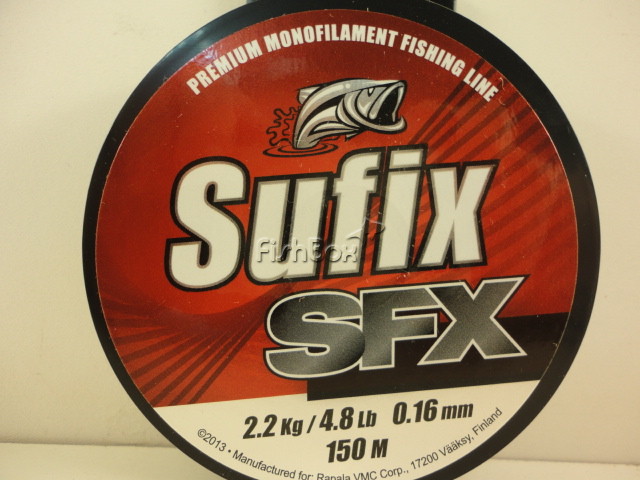 PREMIUM MONOFILAMENT FISHING LINE
Sufix
FishBox
SFX
2.2 Kg / 4.8 Lb 0.16 mm
150 M
©2013 • Manufactured for: Rapala VMC Corp., 17200 Vääksy, Finland